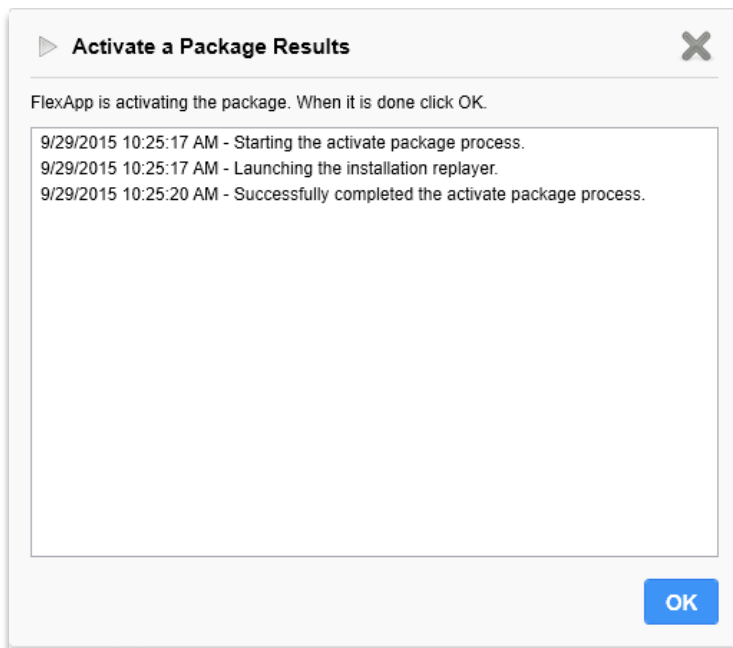 Activate a Package Results
FlexApp is activating the package. When it is done click OK.
9/29/2015 10:25:17 AM - Starting the activate package process.
9/29/2015 10:25:17 AM - Launching the installation replayer.
9/29/2015 10:25:20 AM - Successfully completed the activate package process.
OK